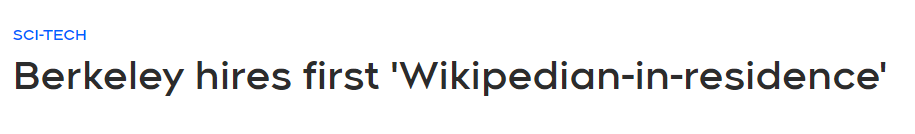 SCI-TECH
Berkeley hires first 'Wikipedian-in-residence'